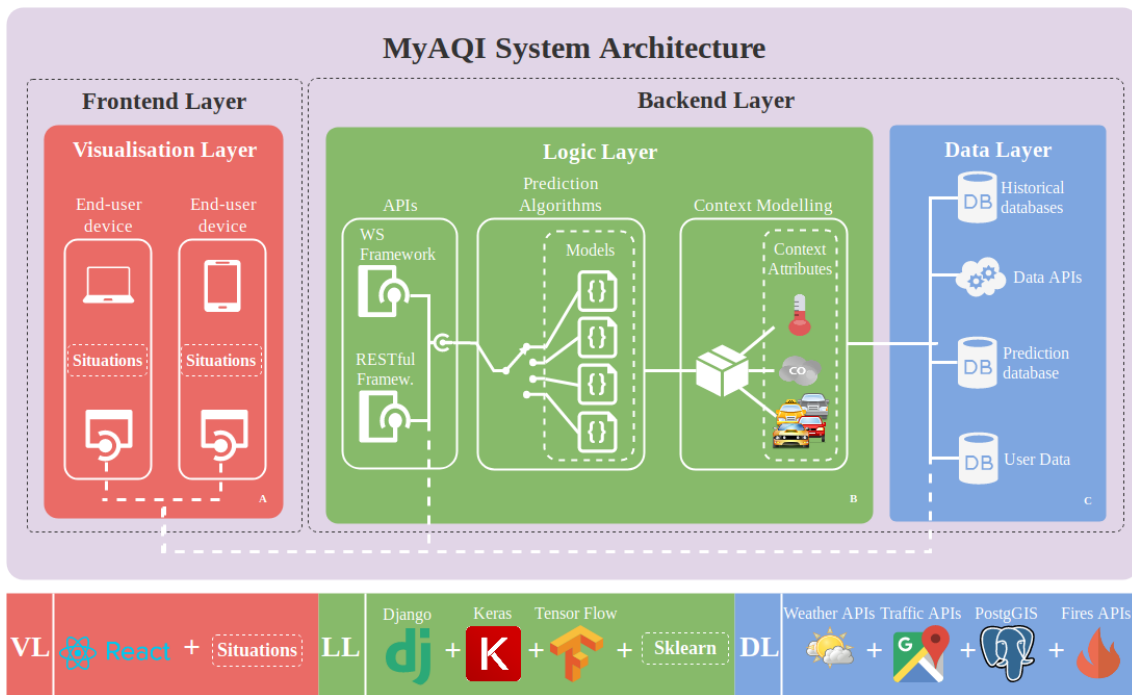 MyAQI System Architecture
Frontend Layer
Backend Layer
Visualisation Layer
End-user
device
End-user
device
Situations
Situations
A
Logic Layer
APIs
WS
Framework
RESTful
Framew.
Prediction
Algorithms
Models
{}
{}
{}
{}
Context Modelling
Context
Attributes
CO
B
Data Layer
DB
Historical
databases
Data APIs
DB
Prediction
database
DB
User Data
C
VL
React
+
Situations
LL
Django
dj
+
Keras
K
+
Tensor Flow
+
Sklearn
DL
Weather APIs
+
Traffic APIs
G
+
PostGIS
+
Fires APIs